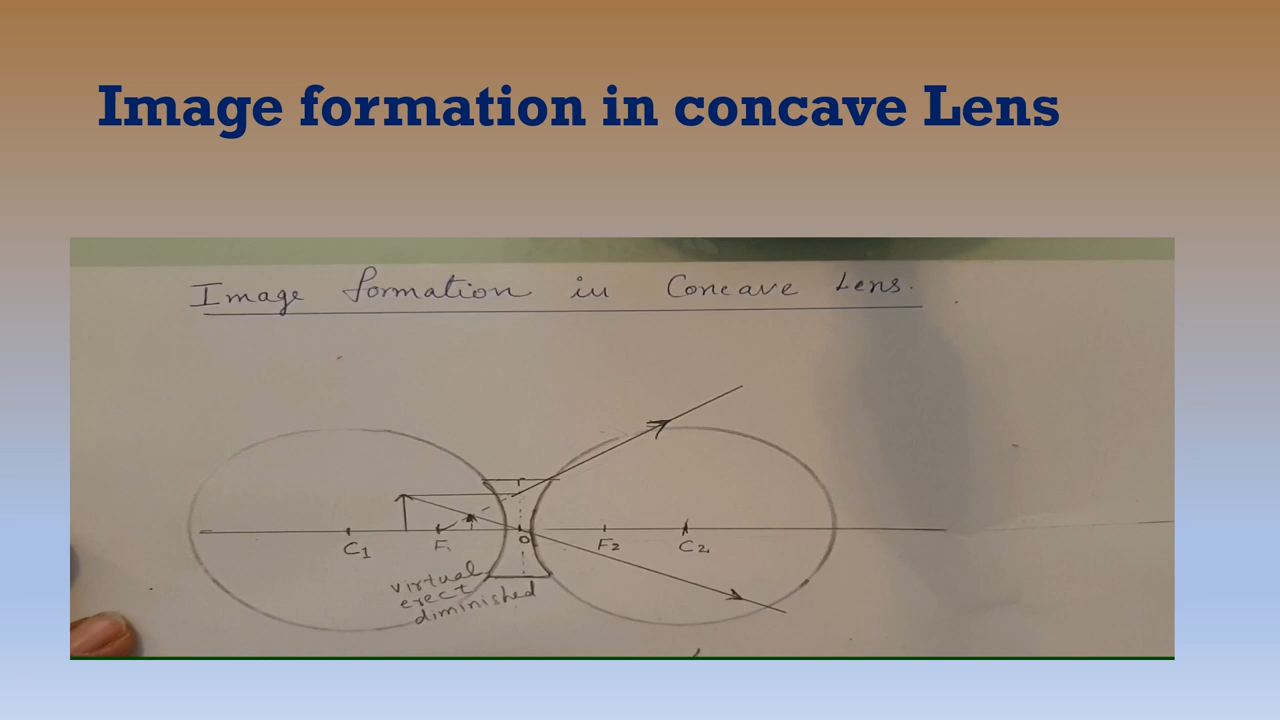 Image formation in concave Lens
Image formation in Concave Lens.
C1 F1 O F2 C2
virtual
erect
diminished